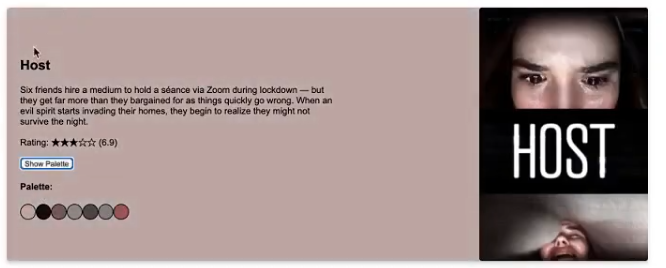 Host
Six friends hire a medium to hold a séance via Zoom during lockdown — but
they get far more than they bargained for as things quickly go wrong. When an
evil spirit starts invading their homes, they begin to realize they might not
survive the night.
Rating: ★★★☆☆ (6.9)
Show Palette
Palette:
HOST